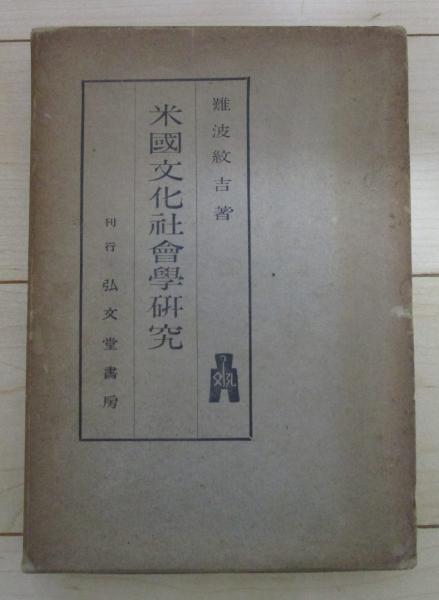 難波紋吉著
米國文化社會學硏究
刊行 弘文堂書房